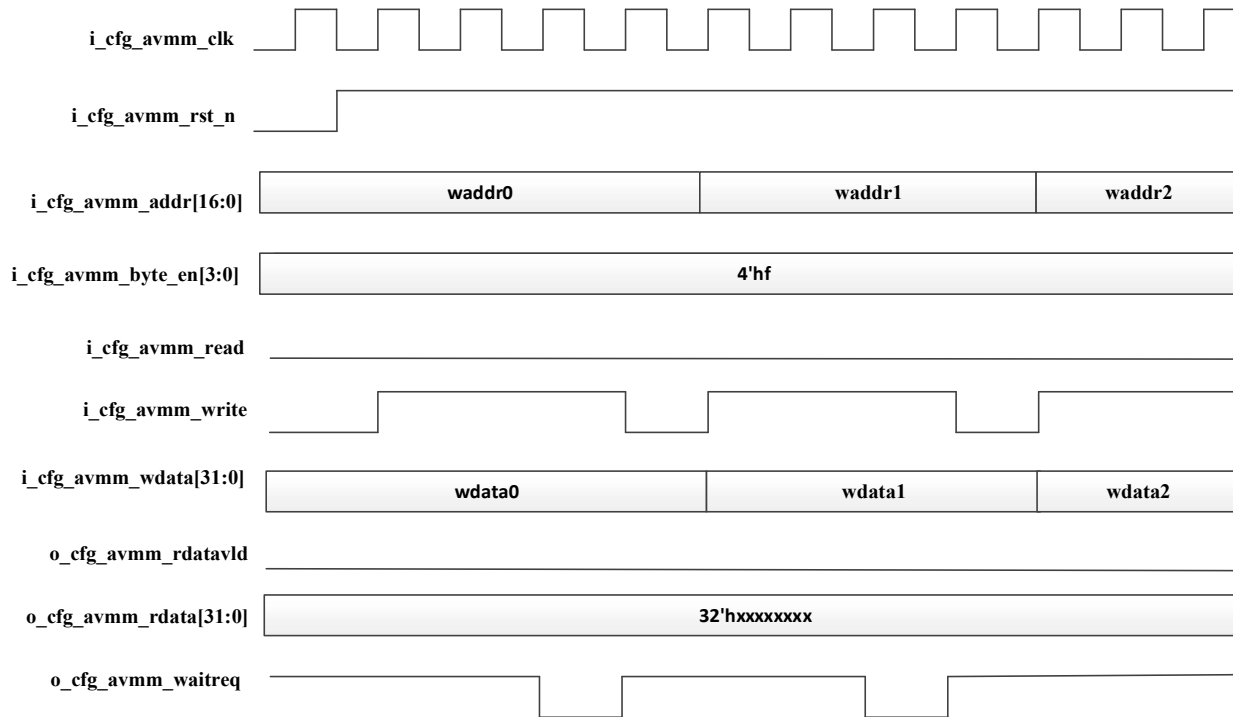 i_cfg_avmm_clk
i_cfg_avmm_rst_n
i_cfg_avmm_addr[16:0] waddr0 waddr1 waddr2
i_cfg_avmm_byte_en[3:0] 4'hf
i_cfg_avmm_read
i_cfg_avmm_write
i_cfg_avmm_wdata[31:0] wdata0 wdata1 wdata2
o_cfg_avmm_rdatavld
o_cfg_avmm_rdata[31:0] 32'hxxxxxxxx
o_cfg_avmm_waitreq